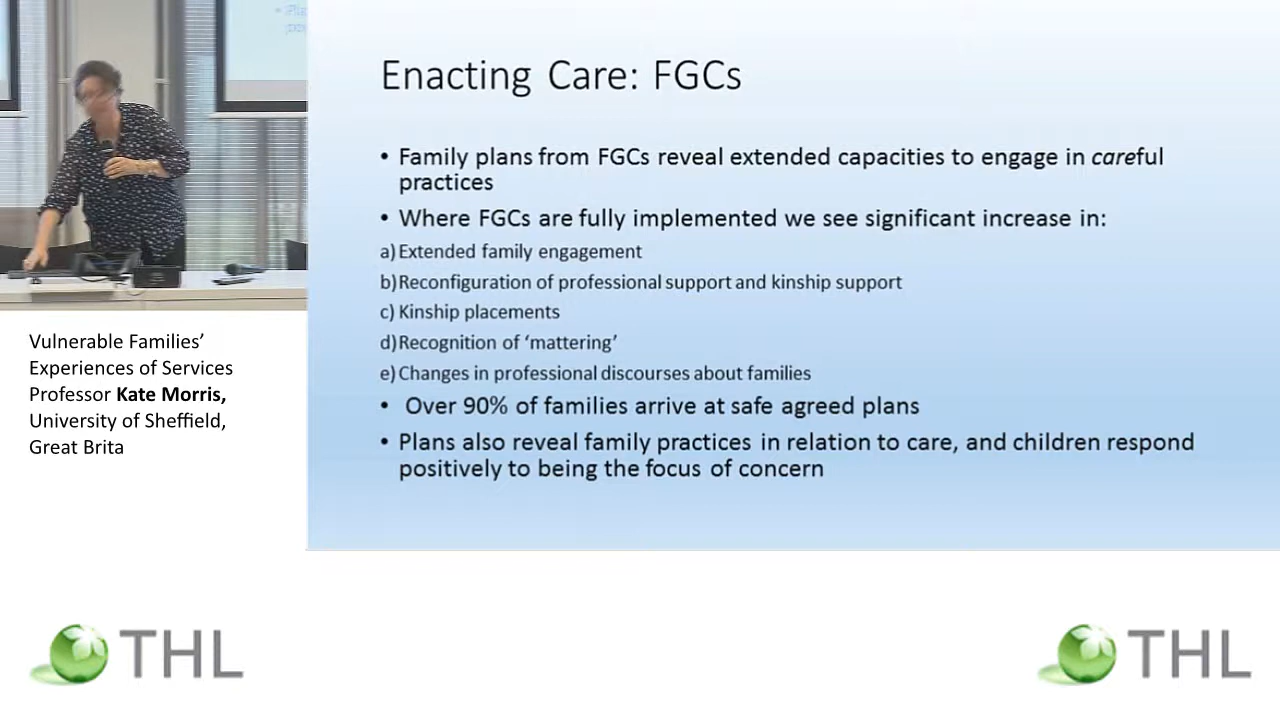 Enacting Care: FGCs
• Family plans from FGCs reveal extended capacities to engage in careful
practices
• Where FGCs are fully implemented we see significant increase in:
a) Extended family engagement
b) Reconfiguration of professional support and kinship support
c) Kinship placements
d) Recognition of ‘mattering’
e) Changes in professional discourses about families
• Over 90% of families arrive at safe agreed plans
• Plans also reveal family practices in relation to care, and children respond
positively to being the focus of concern
Vulnerable Families’
Experiences of Services
Professor Kate Morris,
University of Sheffield,
Great Brita
THL
THL